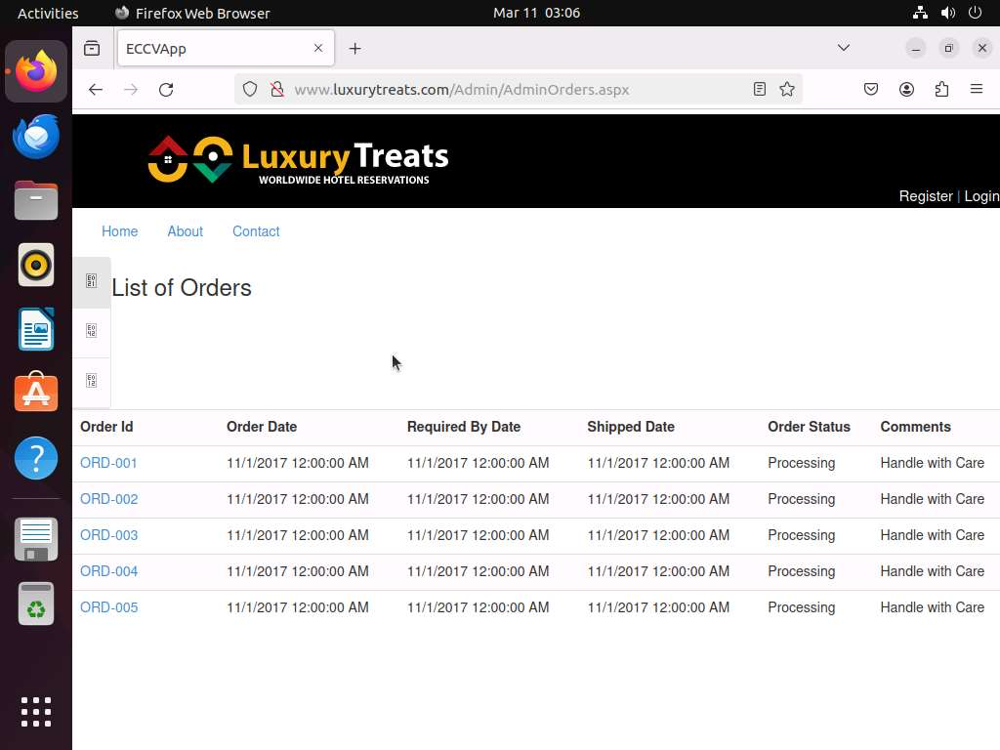 Activities Firefox Web Browser Mar 11 03:06
ECCVApp
www.luxurytreats.com/Admin/AdminOrders.aspx
LuxuryTreats
WORLDWIDE HOTEL RESERVATIONS
Register | Login
Home About Contact
List of Orders
Order Id Order Date Required By Date Shipped Date Order Status Comments
ORD-001 11/1/2017 12:00:00 AM 11/1/2017 12:00:00 AM 11/1/2017 12:00:00 AM Processing Handle with Care
ORD-002 11/1/2017 12:00:00 AM 11/1/2017 12:00:00 AM 11/1/2017 12:00:00 AM Processing Handle with Care
ORD-003 11/1/2017 12:00:00 AM 11/1/2017 12:00:00 AM 11/1/2017 12:00:00 AM Processing Handle with Care
ORD-004 11/1/2017 12:00:00 AM 11/1/2017 12:00:00 AM 11/1/2017 12:00:00 AM Processing Handle with Care
ORD-005 11/1/2017 12:00:00 AM 11/1/2017 12:00:00 AM 11/1/2017 12:00:00 AM Processing Handle with Care